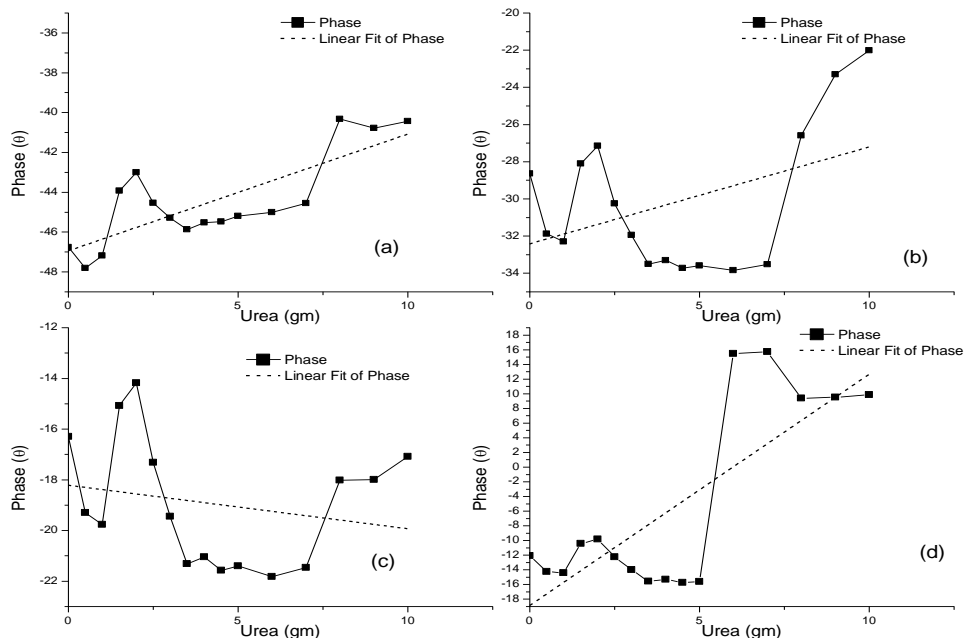 -35
-36
-38
-40
-42
-44
-46
-48
Phase (θ)
Phase
Linear Fit of Phase
(a)
0
5
10
Urea (gm)
-20
-22
-24
-26
-28
-30
-32
-34
Phase (θ)
Phase
Linear Fit of Phase
(b)
0
5
10
Urea (gm)
-12
-14
-16
-18
-20
-22
Phase (θ)
Phase
Linear Fit of Phase
(c)
0
5
10
Urea (gm)
18
16
14
12
10
8
6
4
2
0
-2
-4
-6
-8
-10
-12
-14
-16
-18
Phase (θ)
Phase
Linear Fit of Phase
(d)
0
5
10
Urea (gm)